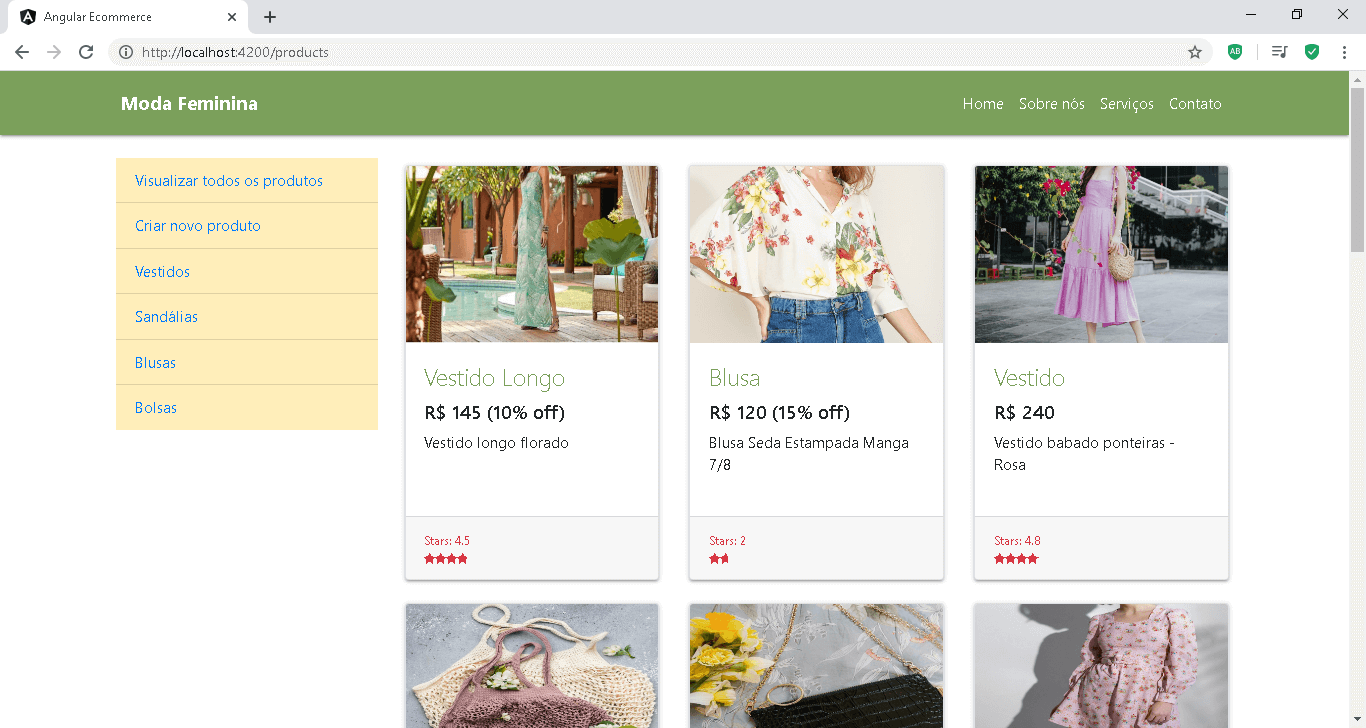 Angular Ecommerce
http://localhost:4200/products
AB
Moda Feminina
Home Sobre nós Serviços Contato
Visualizar todos os produtos
Criar novo produto
Vestidos
Sandálias
Blusas
Bolsas
Vestido Longo
R$ 145 (10% off)
Vestido longo florado
Stars: 4.5
Blusa
R$ 120 (15% off)
Blusa Seda Estampada Manga
7/8
Stars: 2
Vestido
R$ 240
Vestido babado ponteiras -
Rosa
Stars: 4.8